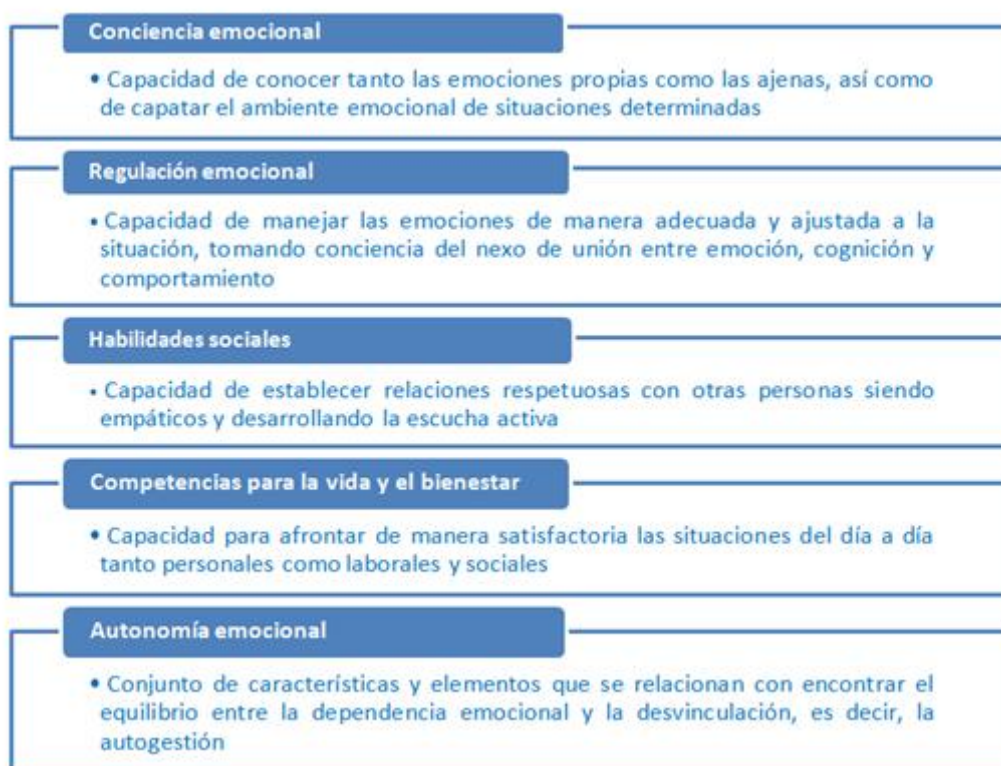 Conciencia emocional
• Capacidad de conocer tanto las emociones propias como las ajenas, así como
de capatar el ambiente emocional de situaciones determinadas
Regulación emocional
• Capacidad de manejar las emociones de manera adecuada y ajustada a la
situación, tomando conciencia del nexo de unión entre emoción, cognición y
comportamiento
Habilidades sociales
• Capacidad de establecer relaciones respetuosas con otras personas siendo
empáticos y desarrollando la escucha activa
Competencias para la vida y el bienestar
• Capacidad para afrontar de manera satisfactoria las situaciones del día a día
tanto personales como laborales y sociales
Autonomía emocional
• Conjunto de características y elementos que se relacionan con encontrar el
equilibrio entre la dependencia emocional y la desvinculación, es decir, la
autogestión